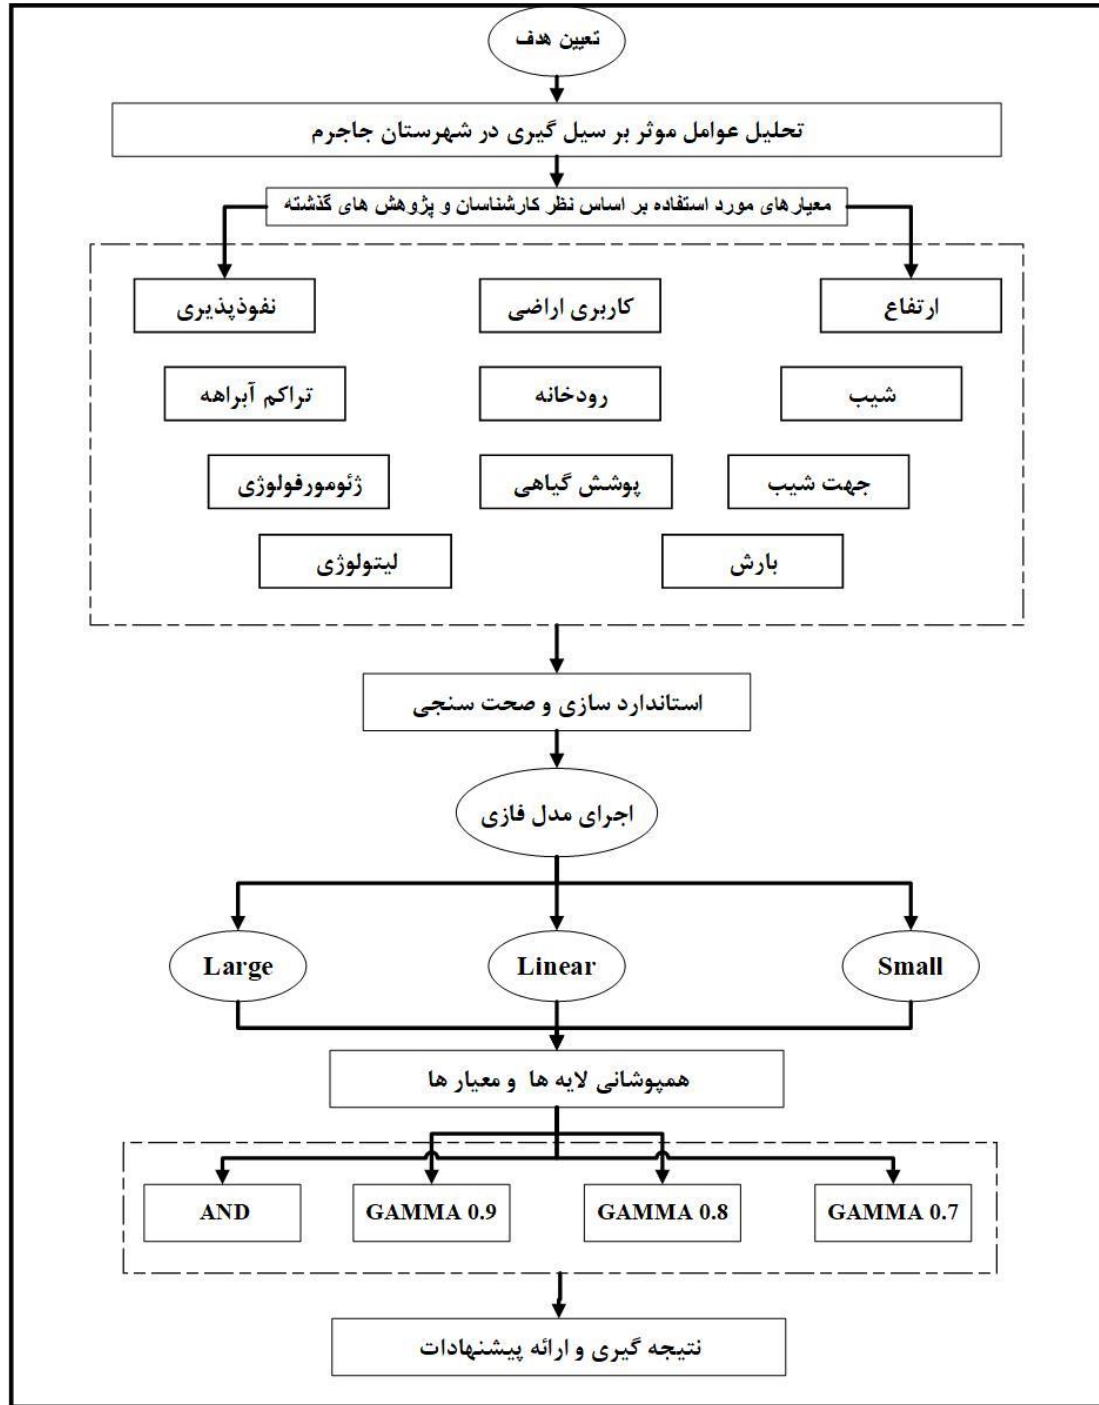 تعیین هدف
تحلیل عوامل موثر بر سیل گیری در شهرستان جاجرم
معیارهای مورد استفاده بر اساس نظر کارشناسان و پژوهش های گذشته
ارتفاع
کاربری اراضی
نفوذپذیری
شیب
رودخانه
تراکم آبراهه
جهت شیب
پوشش گیاهی
ژئومورفولوژی
بارش
لیتولوژی
استاندارد سازی و صحت سنجی
اجرای مدل فازی
Large
Linear
Small
همپوشانی لایه ها و معیار ها
AND
GAMMA 0.9
GAMMA 0.8
GAMMA 0.7
نتیجه گیری و ارائه پیشنهادات